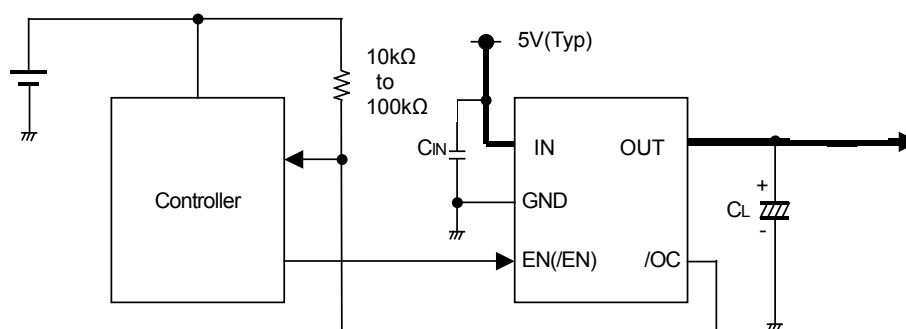 5V(Typ)
10kΩ
to
100kΩ
CIN
IN
OUT
Controller
GND
+
CL
-
EN(/EN)
/OC